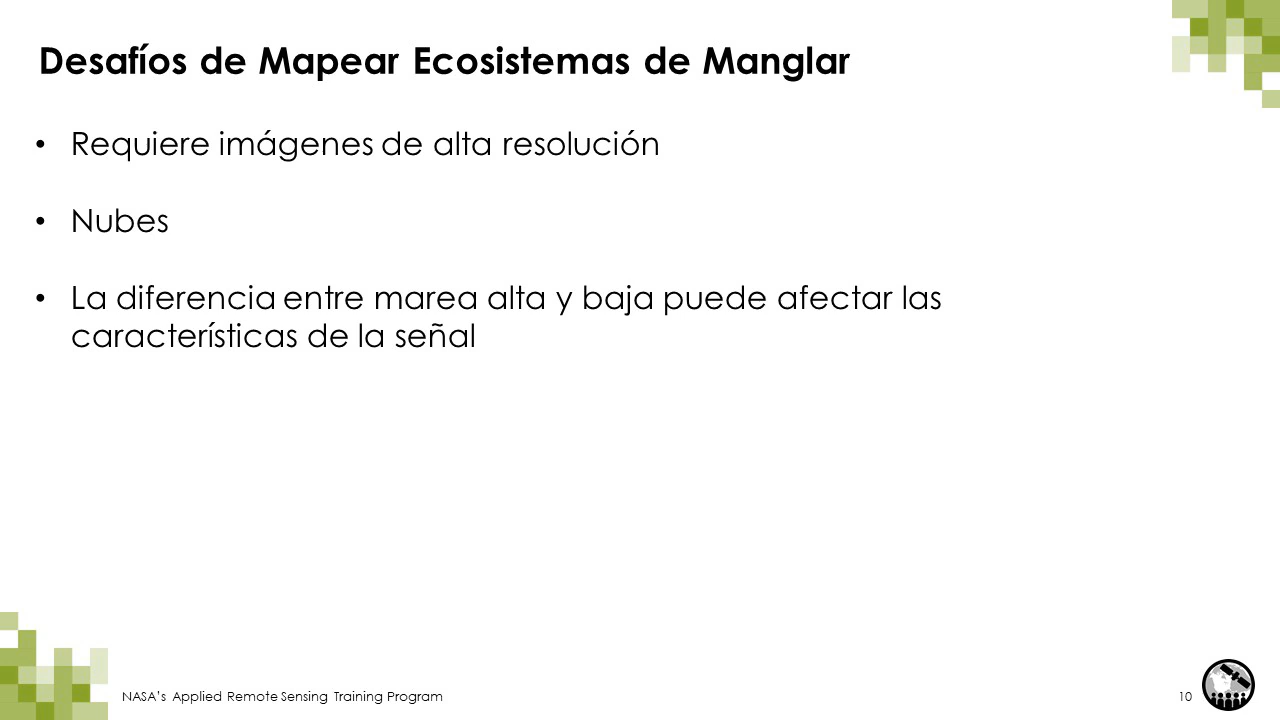 Desafíos de Mapear Ecosistemas de Manglar
• Requiere imágenes de alta resolución
• Nubes
• La diferencia entre marea alta y baja puede afectar las
características de la señal
NASA's Applied Remote Sensing Training Program
10